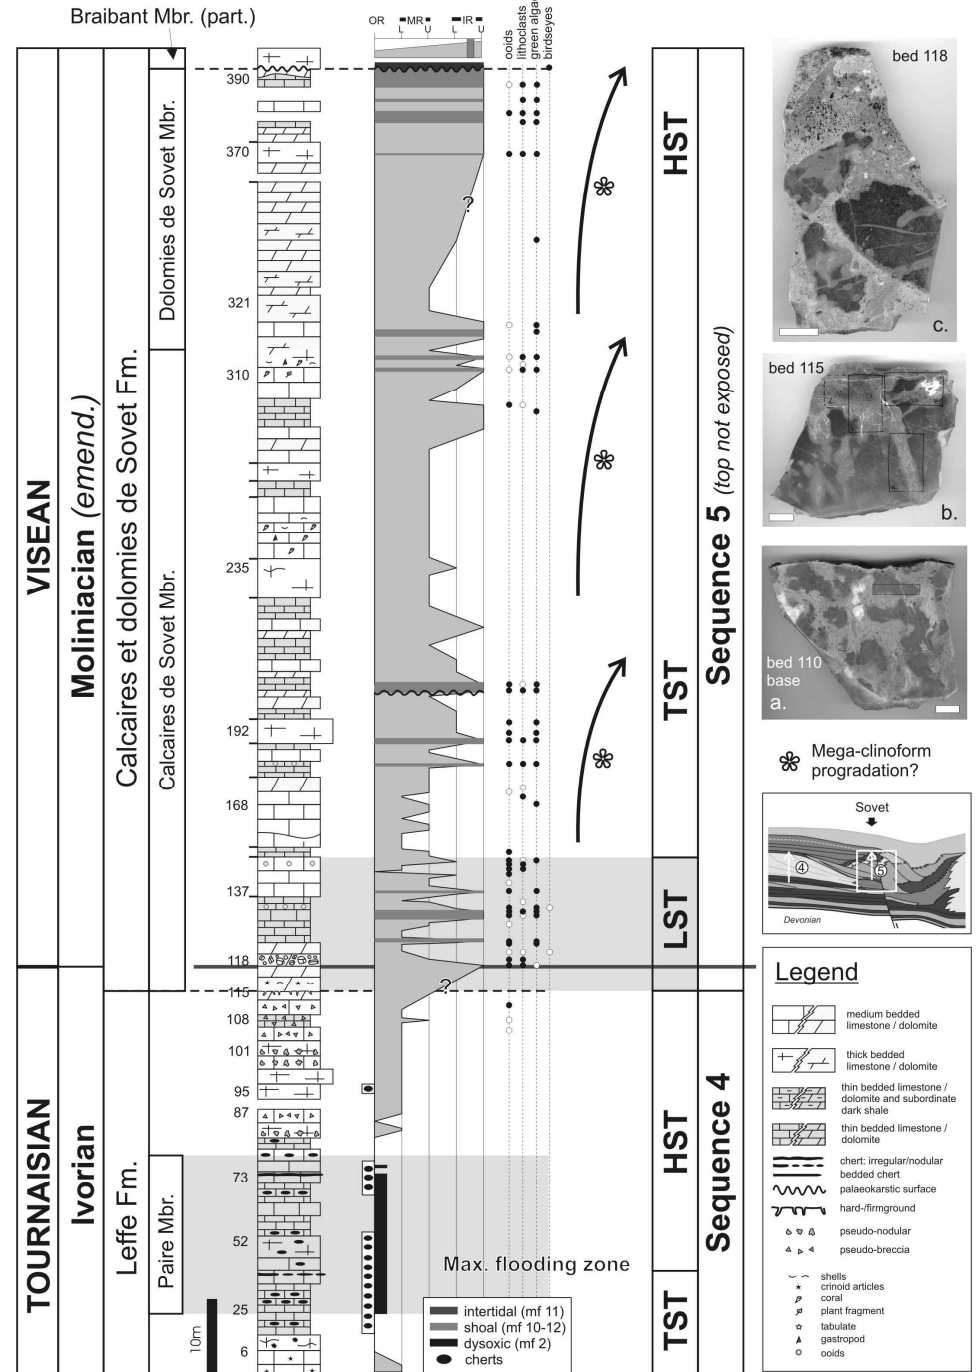 Braibant Mbr. (part.)
OR
MR
IR
L
U
L
U
ooids
lithoclasts
green algae
birdseyes
VISEAN
TOURNAISIAN
Moliniacian (emend.)
Ivorian
Calcaires et dolomies de Sovet Fm.
Leffe Fm.
Dolomies de Sovet Mbr.
Calcaires de Sovet Mbr.
Paire Mbr.
390
370
321
310
235
192
168
137
118
115
108
101
95
87
73
52
25
6
10m
?
?
HST
TST
LST
HST
TST
Sequence 5 (top not exposed)
Sequence 4
Max. flooding zone
intertidal (mf 11)
shoal (mf 10-12)
dysoxic (mf 2)
cherts
bed 118
c.
bed 115
b.
bed 110
base
a.
Mega-clinoform
progradation?
Sovet
4
5
Devonian
Legend
medium bedded
limestone / dolomite
thick bedded
limestone / dolomite
thin bedded limestone /
dolomite and subordinate
dark shale
thin bedded limestone /
dolomite
chert: irregular/nodular
bedded chert
palaeokarstic surface
hard-/firmground
pseudo-nodular
pseudo-breccia
shells
crinoid articles
coral
plant fragment
tabulate
gastropod
ooids